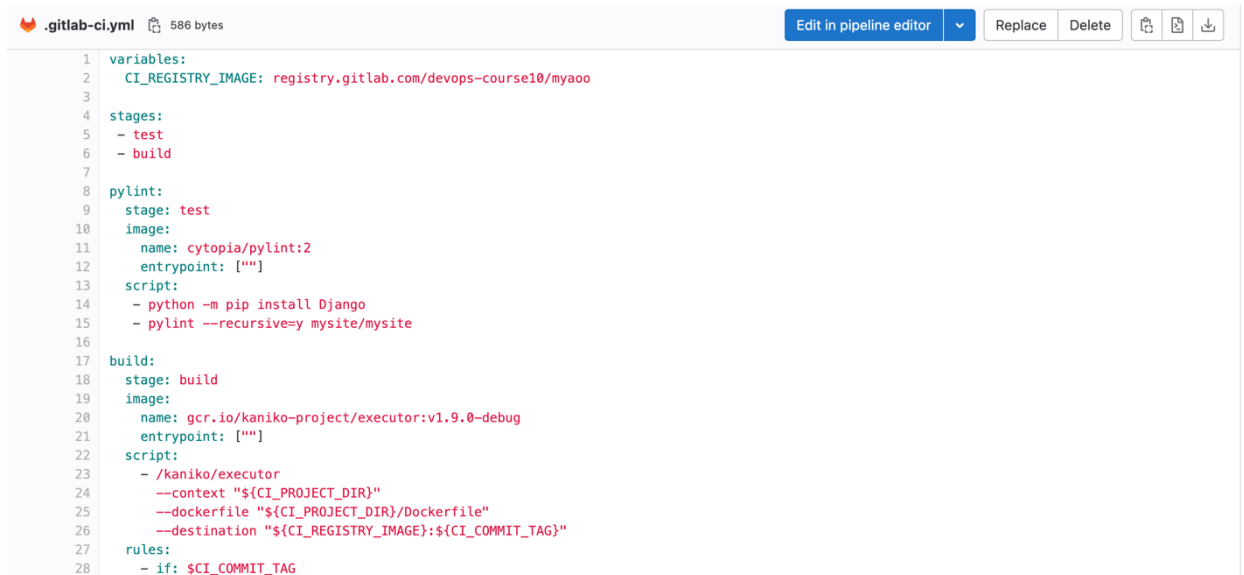 .gitlab-ci.yml 586 bytes Edit in pipeline editor Replace Delete
1 variables:
2 CI_REGISTRY_IMAGE: registry.gitlab.com/devops-course10/myaoo
3
4 stages:
5 - test
6 - build
7
8 pylint:
9 stage: test
10 image:
11 name: cytopia/pylint:2
12 entrypoint: [""]
13 script:
14 - python -m pip install Django
15 - pylint --recursive=y mysite/mysite
16
17 build:
18 stage: build
19 image:
20 name: gcr.io/kaniko-project/executor:v1.9.0-debug
21 entrypoint: [""]
22 script:
23 - /kaniko/executor
24 --context "${CI_PROJECT_DIR}"
25 --dockerfile "${CI_PROJECT_DIR}/Dockerfile"
26 --destination "${CI_REGISTRY_IMAGE}:${CI_COMMIT_TAG}"
27 rules:
28 - if: $CI_COMMIT_TAG